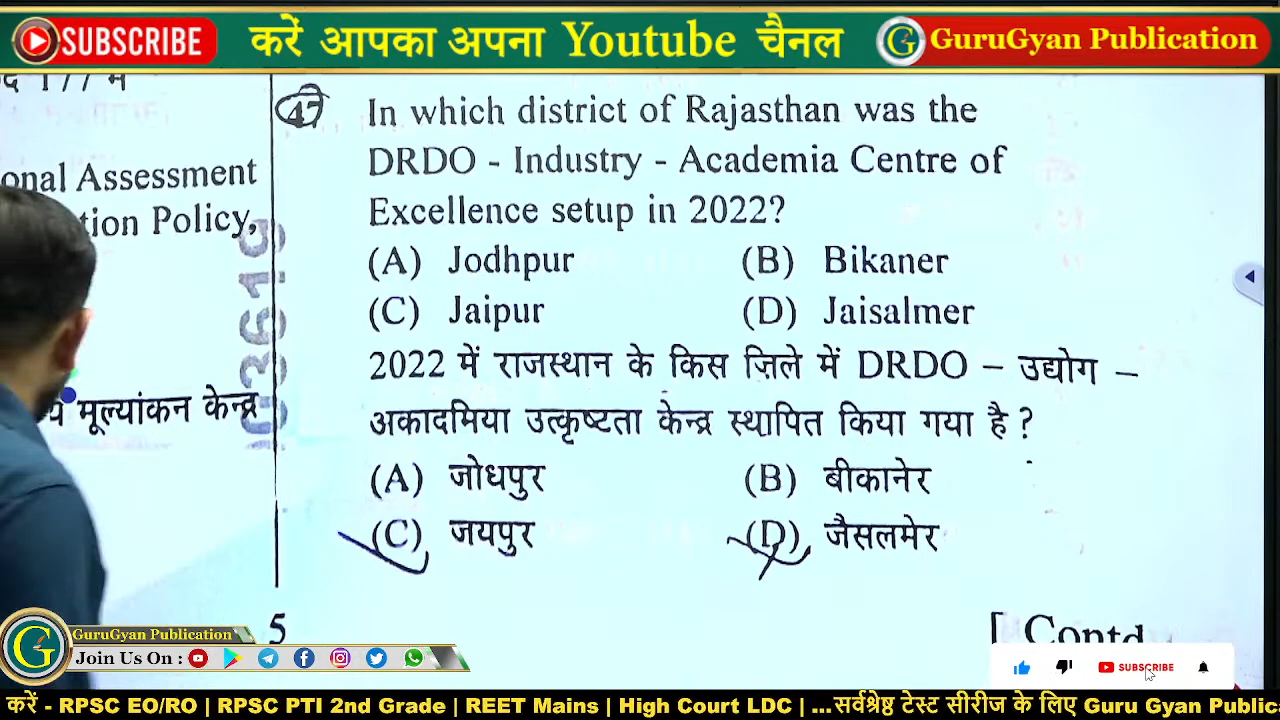 SUBSCRIBE करें आपका अपना Youtube चैनल GuruGyan Publication
onal Assessment
tion Policy,
मूल्यांकन केन्द्र
47 In which district of Rajasthan was the
DRDO - Industry - Academia Centre of
Excellence setup in 2022?
(A) Jodhpur (B) Bikaner
(C) Jaipur (D) Jaisalmer
2022 में राजस्थान के किस ज़िले में DRDO – उद्योग –
अकादमिया उत्कृष्टता केन्द्र स्थापित किया गया है ?
(A) जोधपुर (B) बीकानेर
(C) जयपुर (D) जैसलमेर
5
[ Contd
GuruGyan Publication
Join Us On :
SUBSCRIBE
करें - RPSC EO/RO | RPSC PTI 2nd Grade | REET Mains | High Court LDC | ...सर्वश्रेष्ठ टेस्ट सीरीज के लिए Guru Gyan Public